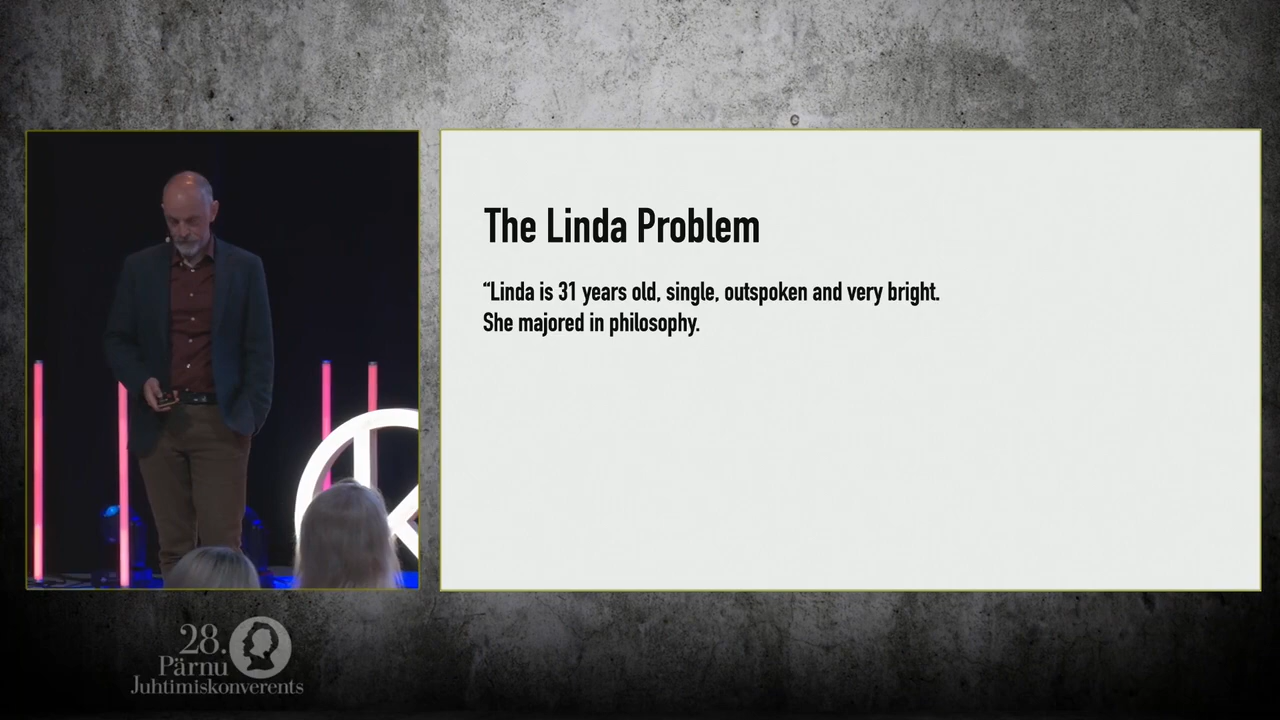 The Linda Problem
“Linda is 31 years old, single, outspoken and very bright.
She majored in philosophy.
28.
Pärnu
Juhtimiskonverents